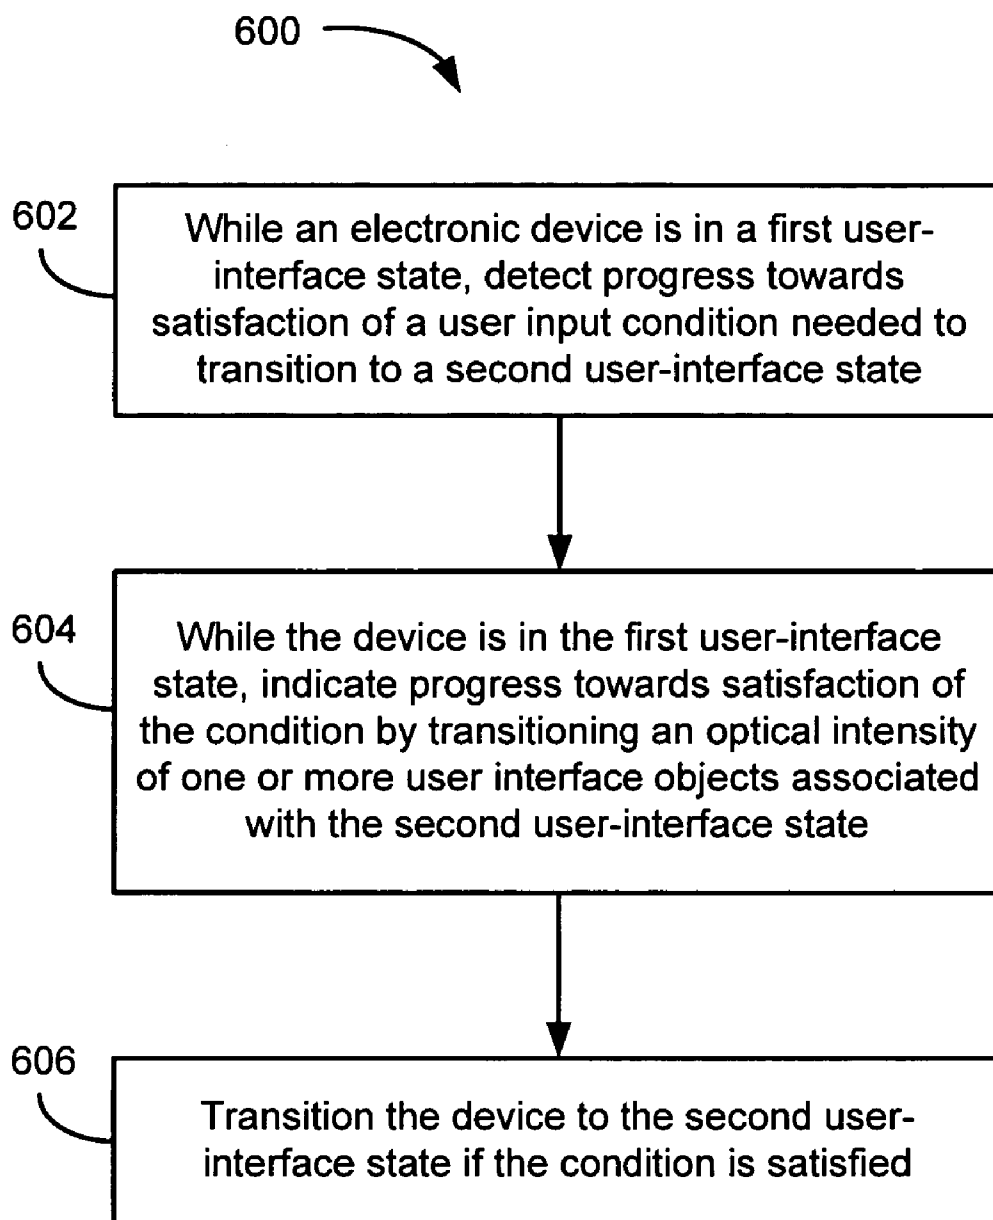 600
602
While an electronic device is in a first user-
interface state, detect progress towards
satisfaction of a user input condition needed to
transition to a second user-interface state
604
While the device is in the first user-interface
state, indicate progress towards satisfaction of
the condition by transitioning an optical intensity
of one or more user interface objects associated
with the second user-interface state
606
Transition the device to the second user-
interface state if the condition is satisfied